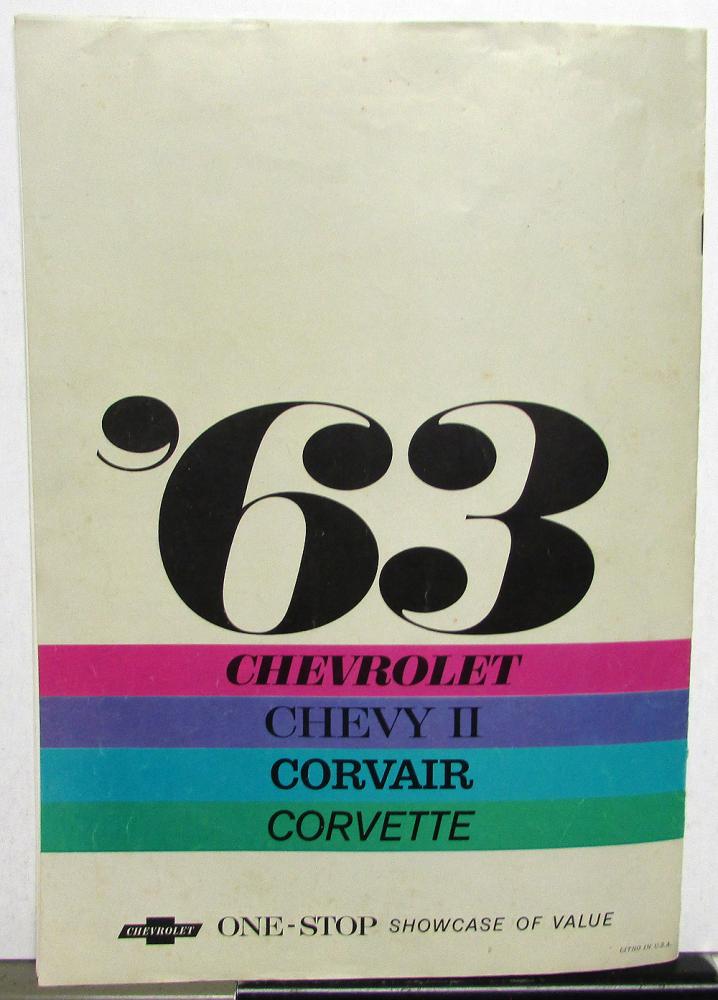 ’63
CHEVROLET
CHEVY II
CORVAIR
CORVETTE
CHEVROLET ONE-STOP SHOWCASE OF VALUE
LITHO IN U.S.A.